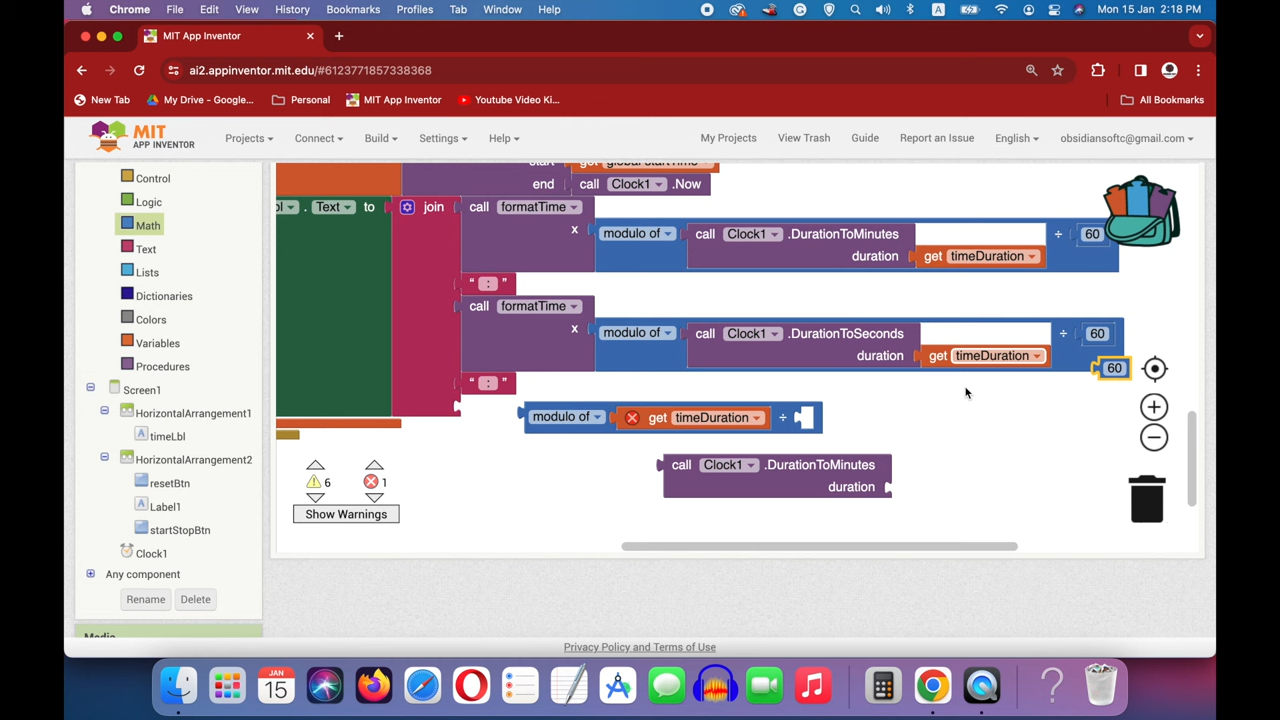 Chrome File Edit View History Bookmarks Profiles Tab Window Help A Mon 15 Jan 2:18 PM
MIT App Inventor
ai2.appinventor.mit.edu/#6123771857338368
New Tab My Drive - Google... Personal MIT App Inventor Youtube Video Ki... All Bookmarks
MIT APP INVENTOR Projects Connect Build Settings Help My Projects View Trash Guide Report an Issue English obsidiansoftc@gmail.com
Control
Logic
Math
Text
Lists
Dictionaries
Colors
Variables
Procedures
Screen1
HorizontalArrangement1
timeLbl
HorizontalArrangement2
resetBtn
Label1
startStopBtn
Clock1
Any component
Rename Delete
Media
start get global startTime
end call Clock1 .Now
. Text to join call formatTime
x modulo of call Clock1 .DurationToMinutes ÷ 60
duration get timeDuration
" : "
call formatTime
x modulo of call Clock1 .DurationToSeconds ÷ 60
duration get timeDuration
60
" : "
modulo of get timeDuration ÷
call Clock1 .DurationToMinutes
duration
6 1
Show Warnings
Privacy Policy and Terms of Use
JAN
15